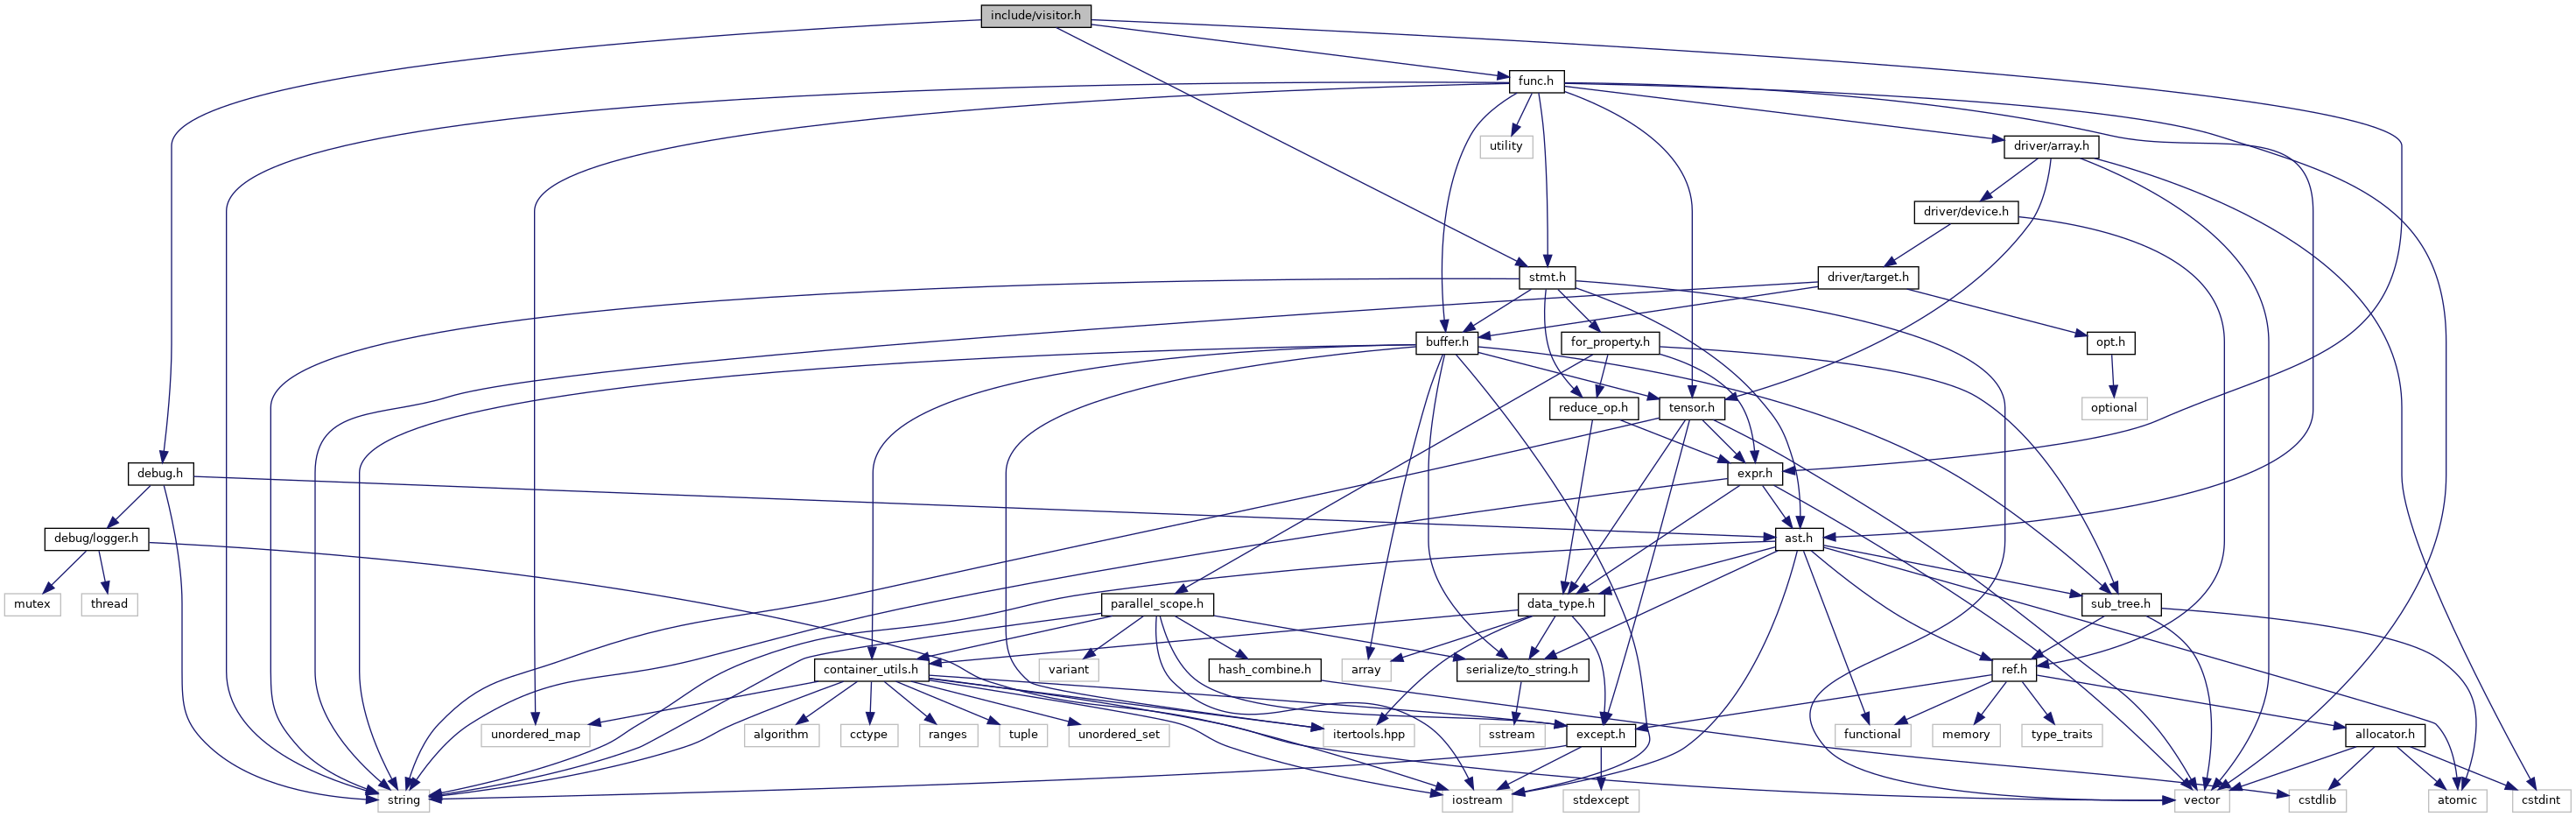 include/visitor.h
func.h
utility
driver/array.h
driver/device.h
stmt.h
driver/target.h
buffer.h
for_property.h
opt.h
reduce_op.h
tensor.h
optional
debug.h
expr.h
debug/logger.h
ast.h
mutex
thread
parallel_scope.h
data_type.h
sub_tree.h
container_utils.h
variant
hash_combine.h
array
serialize/to_string.h
ref.h
unordered_map
algorithm
cctype
ranges
tuple
unordered_set
itertools.hpp
sstream
except.h
functional
memory
type_traits
allocator.h
string
iostream
stdexcept
vector
cstdlib
atomic
cstdint